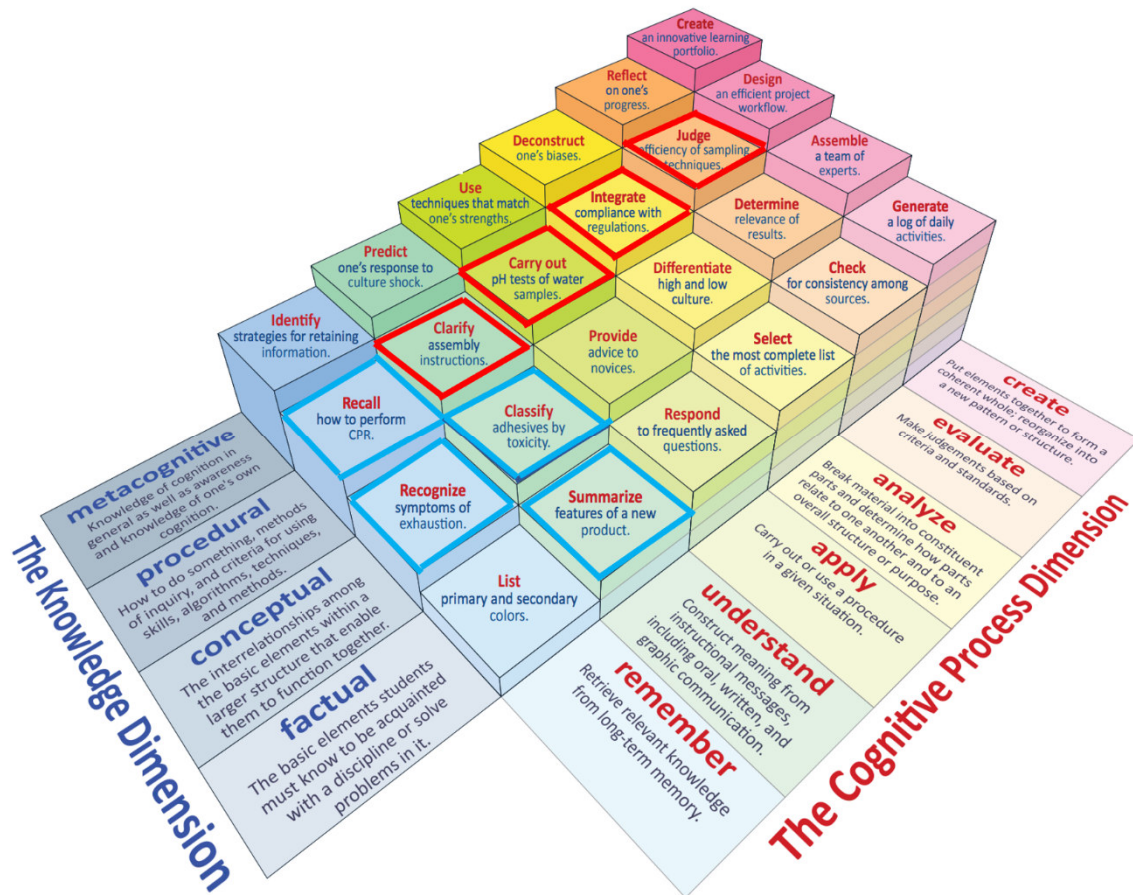 Create
an innovative learning
portfolio.
Reflect
on one's
progress.
Design
an efficient project
workflow.
Deconstruct
one's biases.
Judge
efficiency of sampling
techniques.
Assemble
a team of
experts.
Use
techniques that match
one's strengths.
Integrate
compliance with
regulations.
Determine
relevance of
results.
Generate
a log of daily
activities.
Predict
one's response to
culture shock.
Carry out
pH tests of water
samples.
Differentiate
high and low
culture.
Check
for consistency among
sources.
Identify
strategies for retaining
information.
Clarify
assembly
instructions.
Provide
advice to
novices.
Select
the most complete list
of activities.
Recall
how to perform
CPR.
Classify
adhesives by
toxicity.
Respond
to frequently asked
questions.
Recognize
symptoms of
exhaustion.
Summarize
features of a new
product.
List
primary and secondary
colors.
The Knowledge Dimension
metacognitive
Knowledge of cognition in
general as well as awareness
and knowledge of one's own
cognition.
procedural
How to do something, methods
of inquiry, and criteria for using
skills, algorithms, techniques,
and methods.
conceptual
The interrelationships among
the basic elements within a
larger structure that enable
them to function together.
factual
The basic elements students
must know to be acquainted
with a discipline or solve
problems in it.
The Cognitive Process Dimension
create
Put elements together to form a
coherent whole; reorganize into
a new pattern or structure.
evaluate
Make judgements based on
criteria and standards.
analyze
Break material into constituent
parts and determine how parts
relate to one another and to an
overall structure or purpose.
apply
Carry out or use a procedure
in a given situation.
understand
Construct meaning from
instructional messages,
including oral, written, and
graphic communication.
remember
Retrieve relevant knowledge
from long-term memory.